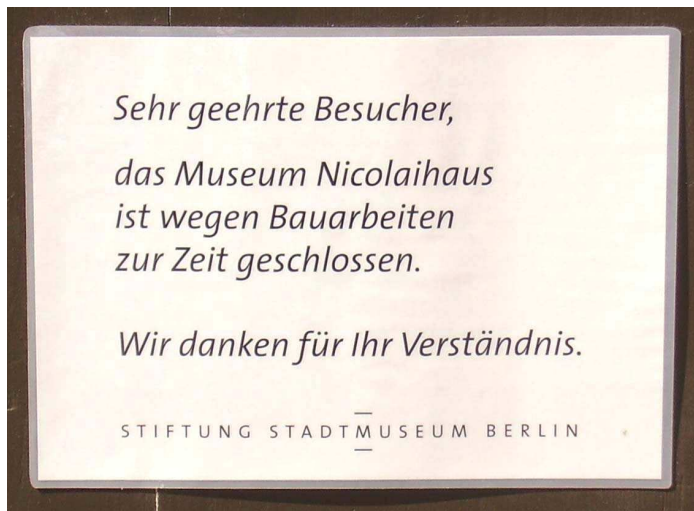 Sehr geehrte Besucher,
das Museum Nicolaihaus
ist wegen Bauarbeiten
zur Zeit geschlossen.
Wir danken für Ihr Verständnis.
STIFTUNG STADTMUSEUM BERLIN